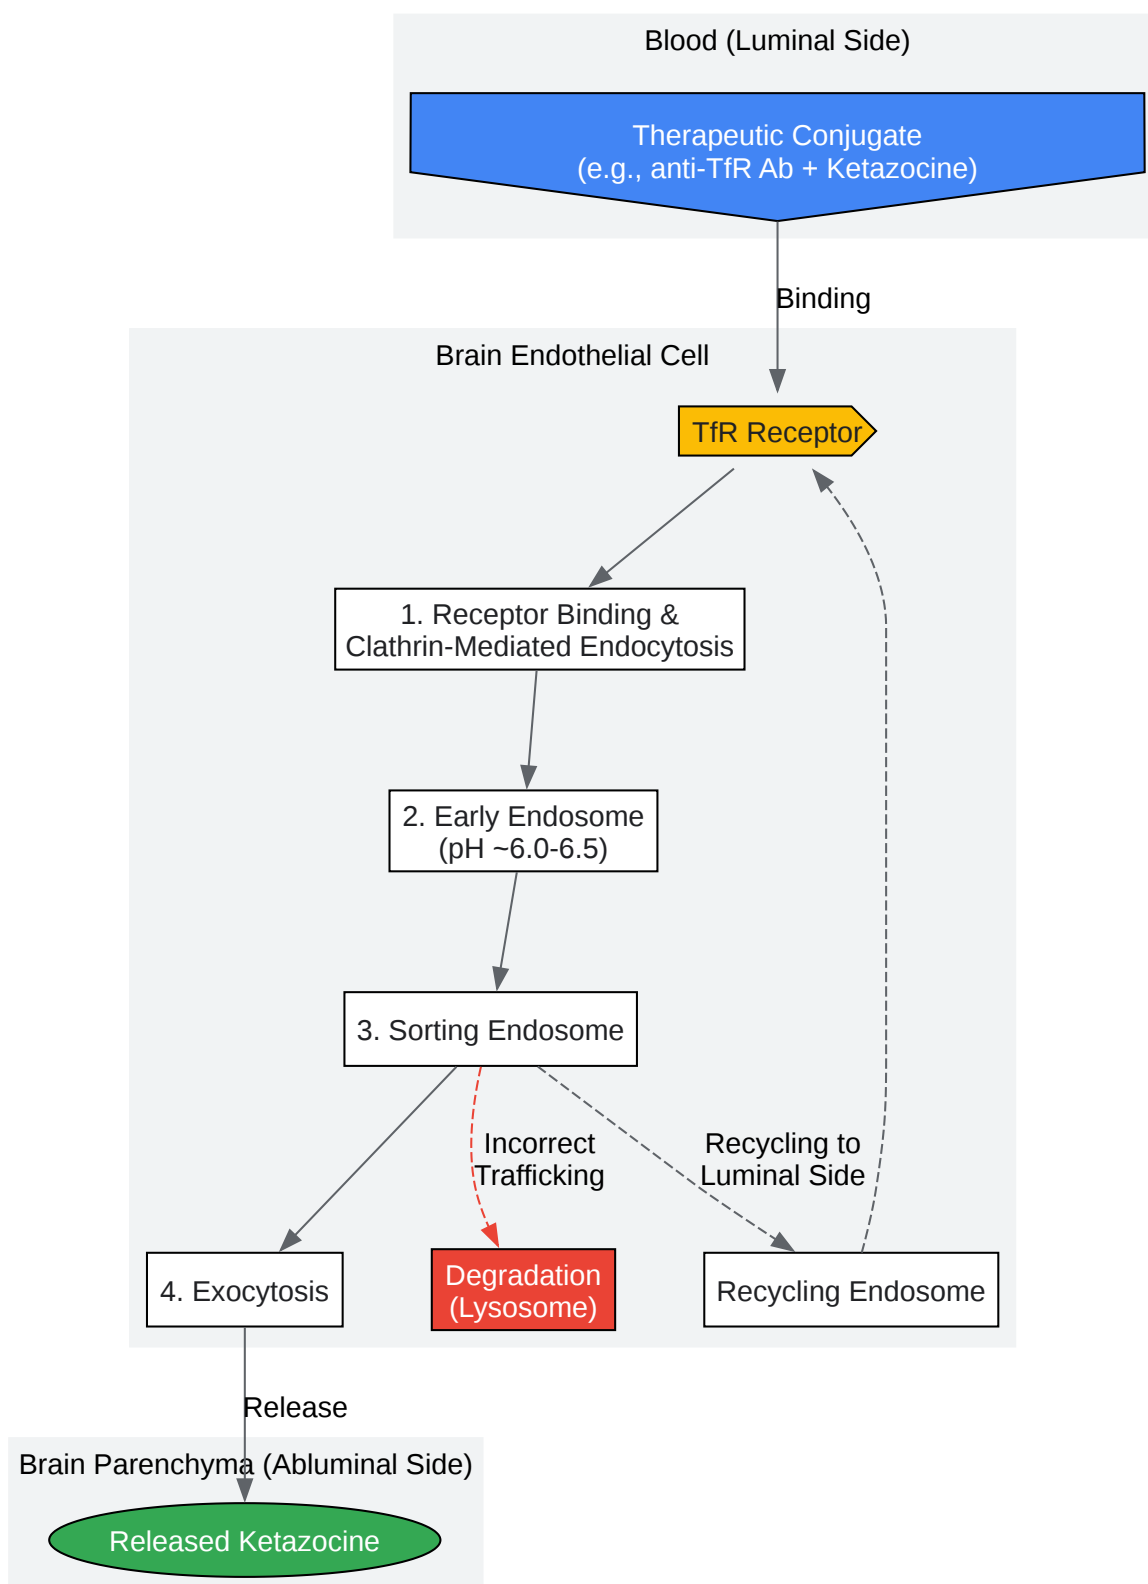 Blood (Luminal Side)
Therapeutic Conjugate
(e.g., anti-TfR Ab + Ketazocine)
Binding
Brain Endothelial Cell
TfR Receptor
1. Receptor Binding &
Clathrin-Mediated Endocytosis
2. Early Endosome
(pH ~6.0-6.5)
3. Sorting Endosome
Incorrect
Trafficking
Recycling to
Luminal Side
4. Exocytosis
Degradation
(Lysosome)
Recycling Endosome
Release
Brain Parenchyma (Abluminal Side)
Released Ketazocine